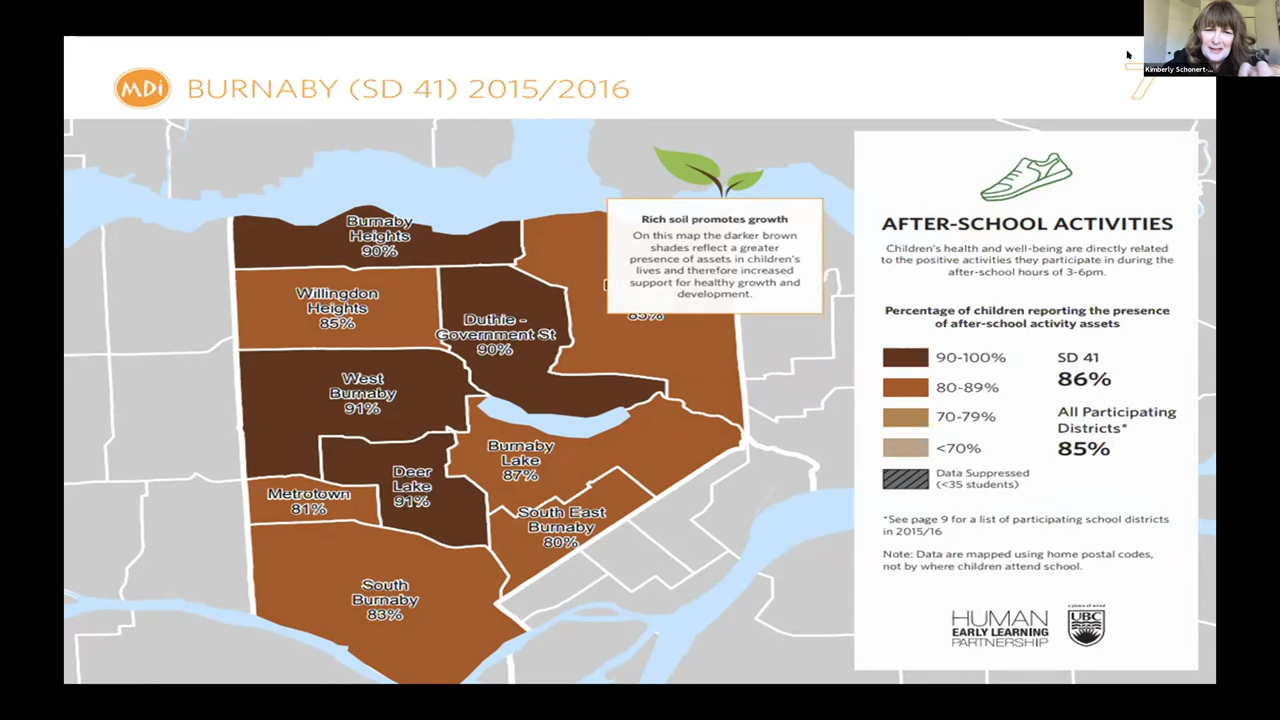 Kimberly Schonert-...
MDi
BURNABY (SD 41) 2015/2016
7
Burnaby
Heights
90%
Willingdon
Heights
85%
Duthie -
Government St
90%
West
Burnaby
91%
Burnaby
Lake
87%
Deer
Lake
91%
Metrotown
81%
South East
Burnaby
80%
South
Burnaby
83%
Rich soil promotes growth
On this map the darker brown
shades reflect a greater
presence of assets in children's
lives and therefore increased
support for healthy growth and
development.
AFTER-SCHOOL ACTIVITIES
Children's health and well-being are directly related
to the positive activities they participate in during the
after-school hours of 3-6pm.
Percentage of children reporting the presence
of after-school activity assets
90-100%
80-89%
70-79%
<70%
Data Suppressed
(<35 students)
SD 41
86%
All Participating
Districts*
85%
*See page 9 for a list of participating school districts
in 2015/16
Note: Data are mapped using home postal codes,
not by where children attend school.
HUMAN
EARLY LEARNING
PARTNERSHIP
a place of mind
UBC